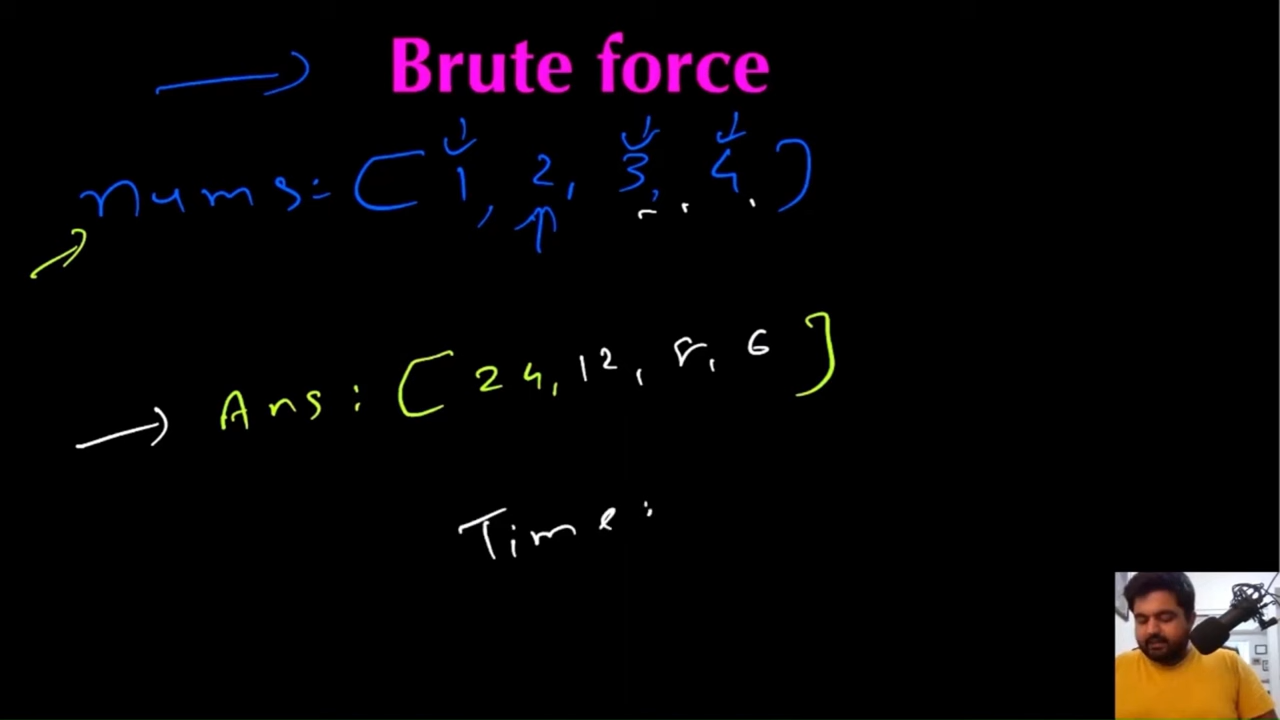 Brute force
nums: [1, 2, 3, 4]
Ans: [24, 12, 8, 6]
Time: